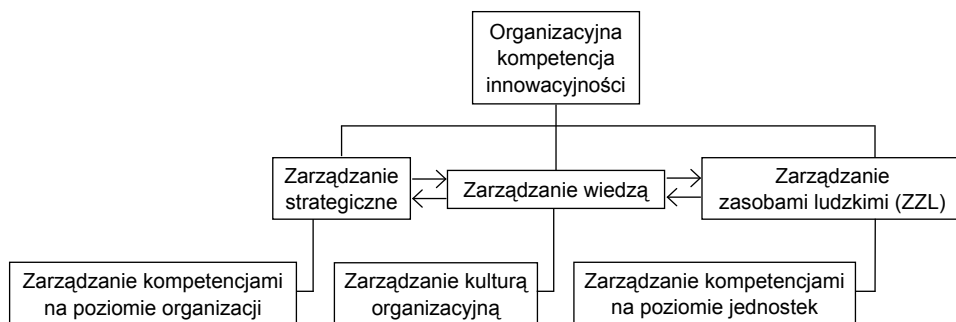 Organizacyjna
kompetencja
innowacyjności
Zarządzanie
strategiczne
Zarządzanie wiedzą
Zarządzanie
zasobami ludzkimi (ZZL)
Zarządzanie kompetencjami
na poziomie organizacji
Zarządzanie kulturą
organizacyjną
Zarządzanie kompetencjami
na poziomie jednostek